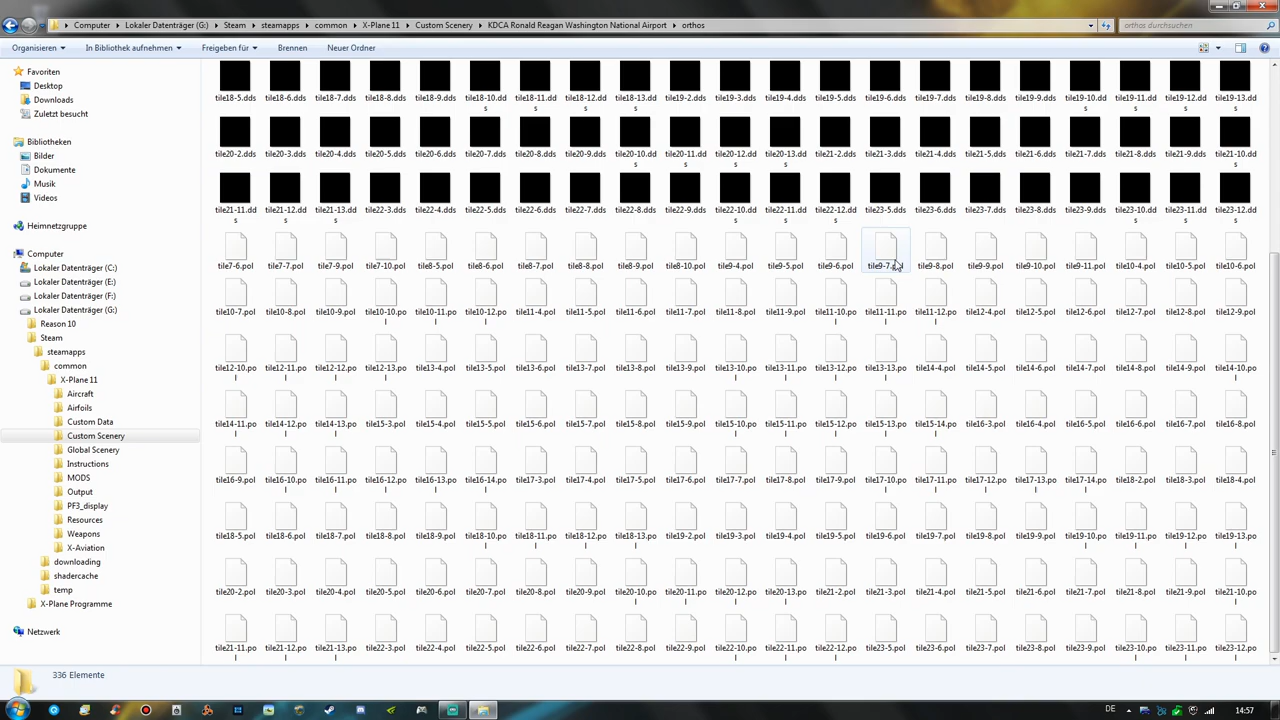 Computer ▸ Lokaler Datenträger (G:) ▸ Steam ▸ steamapps ▸ common ▸ X-Plane 11 ▸ Custom Scenery ▸ KDCA Ronald Reagan Washington National Airport ▸ orthos
orthos durchsuchen
Organisieren In Bibliothek aufnehmen Freigeben für Brennen Neuer Ordner
Favoriten
Desktop
Downloads
Zuletzt besucht
Bibliotheken
Bilder
Dokumente
Musik
Videos
Heimnetzgruppe
Computer
Lokaler Datenträger (C:)
Lokaler Datenträger (E:)
Lokaler Datenträger (F:)
Lokaler Datenträger (G:)
Reason 10
Steam
steamapps
common
X-Plane 11
Aircraft
Airfoils
Custom Data
Custom Scenery
Global Scenery
Instructions
MODS
Output
PF3_display
Resources
Weapons
X-Aviation
downloading
shadercache
temp
X-Plane Programme
Netzwerk
tile18-5.dds tile18-6.dds tile18-7.dds tile18-8.dds tile18-9.dds tile18-10.dds tile18-11.dds tile18-12.dds tile18-13.dds tile19-2.dds tile19-3.dds tile19-4.dds tile19-5.dds tile19-6.dds tile19-7.dds tile19-8.dds tile19-9.dds tile19-10.dds tile19-11.dds tile19-12.dds tile19-13.dds
tile20-2.dds tile20-3.dds tile20-4.dds tile20-5.dds tile20-6.dds tile20-7.dds tile20-8.dds tile20-9.dds tile20-10.dds tile20-11.dds tile20-12.dds tile20-13.dds tile21-2.dds tile21-3.dds tile21-4.dds tile21-5.dds tile21-6.dds tile21-7.dds tile21-8.dds tile21-9.dds tile21-10.dds
tile21-11.dds tile21-12.dds tile21-13.dds tile22-3.dds tile22-4.dds tile22-5.dds tile22-6.dds tile22-7.dds tile22-8.dds tile22-9.dds tile22-10.dds tile22-11.dds tile22-12.dds tile23-5.dds tile23-6.dds tile23-7.dds tile23-8.dds tile23-9.dds tile23-10.dds tile23-11.dds tile23-12.dds
tile7-6.pol tile7-7.pol tile7-9.pol tile7-10.pol tile8-5.pol tile8-6.pol tile8-7.pol tile8-8.pol tile8-9.pol tile8-10.pol tile9-4.pol tile9-5.pol tile9-6.pol tile9-7.pol tile9-8.pol tile9-9.pol tile9-10.pol tile9-11.pol tile10-4.pol tile10-5.pol tile10-6.pol
tile10-7.pol tile10-8.pol tile10-9.pol tile10-10.pol tile10-11.pol tile10-12.pol tile11-4.pol tile11-5.pol tile11-6.pol tile11-7.pol tile11-8.pol tile11-9.pol tile11-10.pol tile11-11.pol tile11-12.pol tile12-4.pol tile12-5.pol tile12-6.pol tile12-7.pol tile12-8.pol tile12-9.pol
tile12-10.pol tile12-11.pol tile12-12.pol tile12-13.pol tile13-4.pol tile13-5.pol tile13-6.pol tile13-7.pol tile13-8.pol tile13-9.pol tile13-10.pol tile13-11.pol tile13-12.pol tile13-13.pol tile14-4.pol tile14-5.pol tile14-6.pol tile14-7.pol tile14-8.pol tile14-9.pol tile14-10.pol
tile14-11.pol tile14-12.pol tile14-13.pol tile15-3.pol tile15-4.pol tile15-5.pol tile15-6.pol tile15-7.pol tile15-8.pol tile15-9.pol tile15-10.pol tile15-11.pol tile15-12.pol tile15-13.pol tile15-14.pol tile16-3.pol tile16-4.pol tile16-5.pol tile16-6.pol tile16-7.pol tile16-8.pol
tile16-9.pol tile16-10.pol tile16-11.pol tile16-12.pol tile16-13.pol tile16-14.pol tile17-3.pol tile17-4.pol tile17-5.pol tile17-6.pol tile17-7.pol tile17-8.pol tile17-9.pol tile17-10.pol tile17-11.pol tile17-12.pol tile17-13.pol tile17-14.pol tile18-2.pol tile18-3.pol tile18-4.pol
tile18-5.pol tile18-6.pol tile18-7.pol tile18-8.pol tile18-9.pol tile18-10.pol tile18-11.pol tile18-12.pol tile18-13.pol tile19-2.pol tile19-3.pol tile19-4.pol tile19-5.pol tile19-6.pol tile19-7.pol tile19-8.pol tile19-9.pol tile19-10.pol tile19-11.pol tile19-12.pol tile19-13.pol
tile20-2.pol tile20-3.pol tile20-4.pol tile20-5.pol tile20-6.pol tile20-7.pol tile20-8.pol tile20-9.pol tile20-10.pol tile20-11.pol tile20-12.pol tile20-13.pol tile21-2.pol tile21-3.pol tile21-4.pol tile21-5.pol tile21-6.pol tile21-7.pol tile21-8.pol tile21-9.pol tile21-10.pol
tile21-11.pol tile21-12.pol tile21-13.pol tile22-3.pol tile22-4.pol tile22-5.pol tile22-6.pol tile22-7.pol tile22-8.pol tile22-9.pol tile22-10.pol tile22-11.pol tile22-12.pol tile23-5.pol tile23-6.pol tile23-7.pol tile23-8.pol tile23-9.pol tile23-10.pol tile23-11.pol tile23-12.pol
336 Elemente
DE 14:57